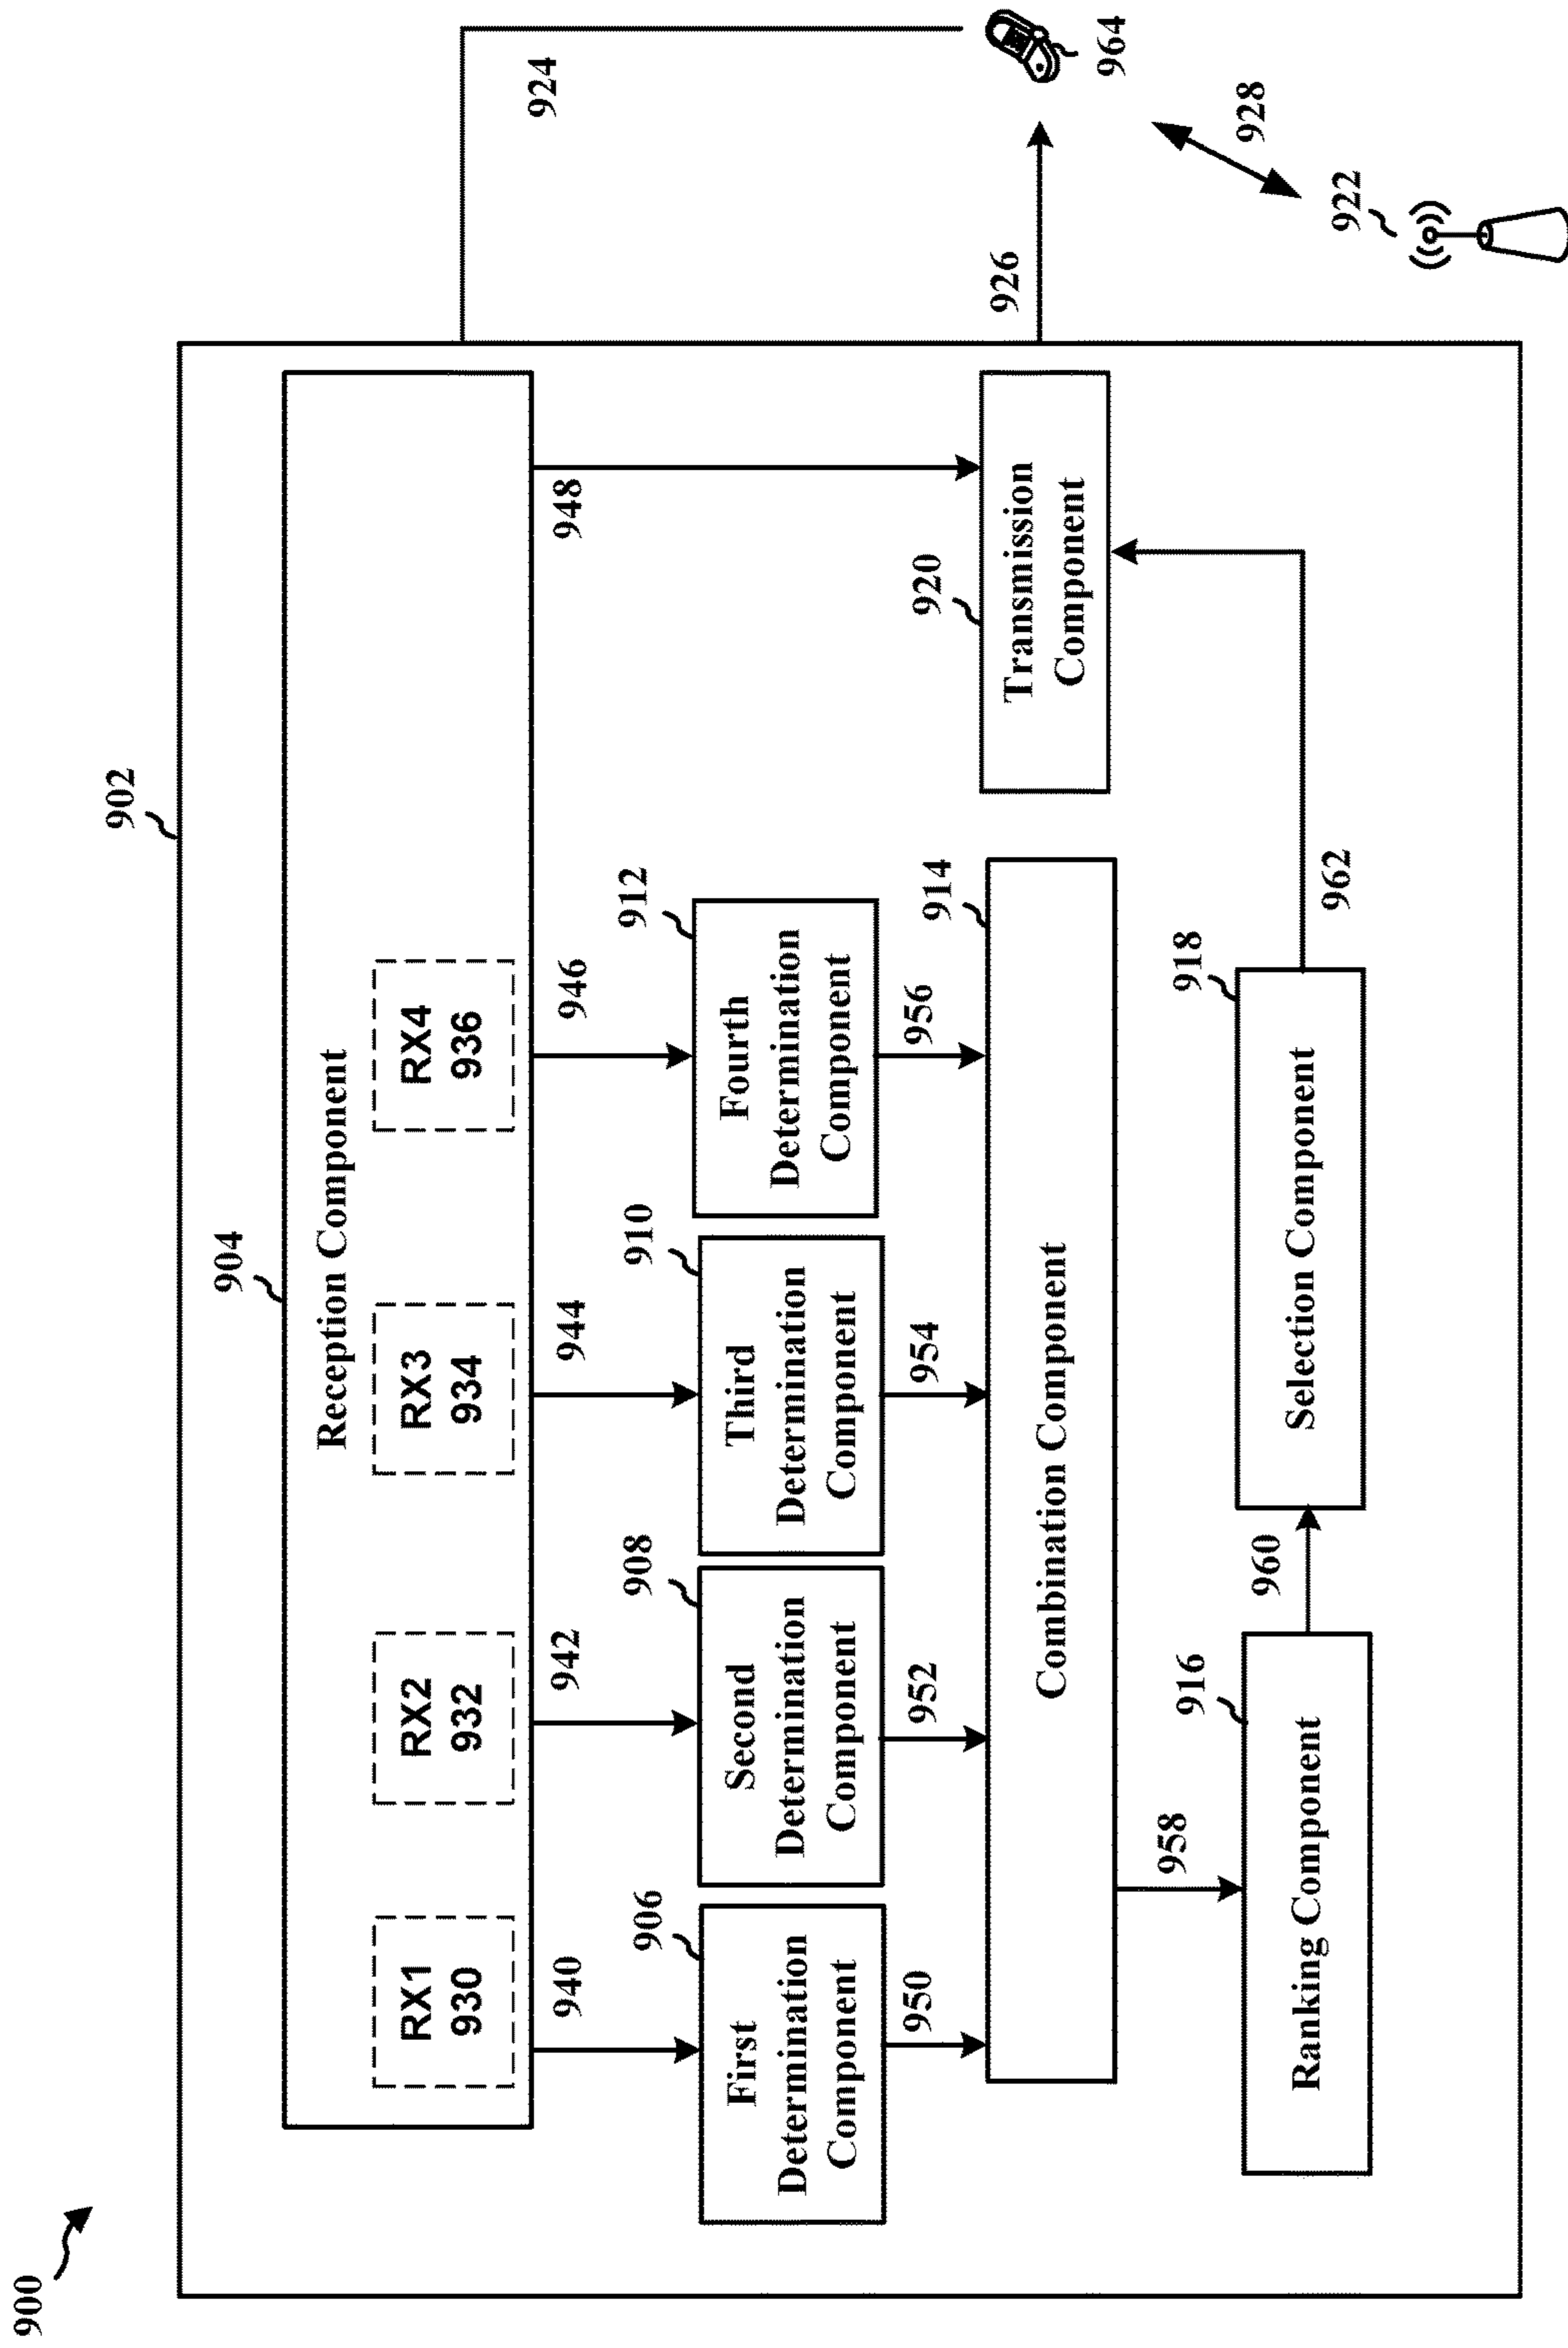 900
902
904
Reception Component
RX1
930
RX2
932
RX3
934
RX4
936
924
940
942
944
946
948
906
First
Determination
Component
908
Second
Determination
Component
910
Third
Determination
Component
912
Fourth
Determination
Component
950
952
954
956
914
Combination Component
920
Transmission
Component
926
964
928
922
958
916
Ranking Component
960
918
Selection Component
962